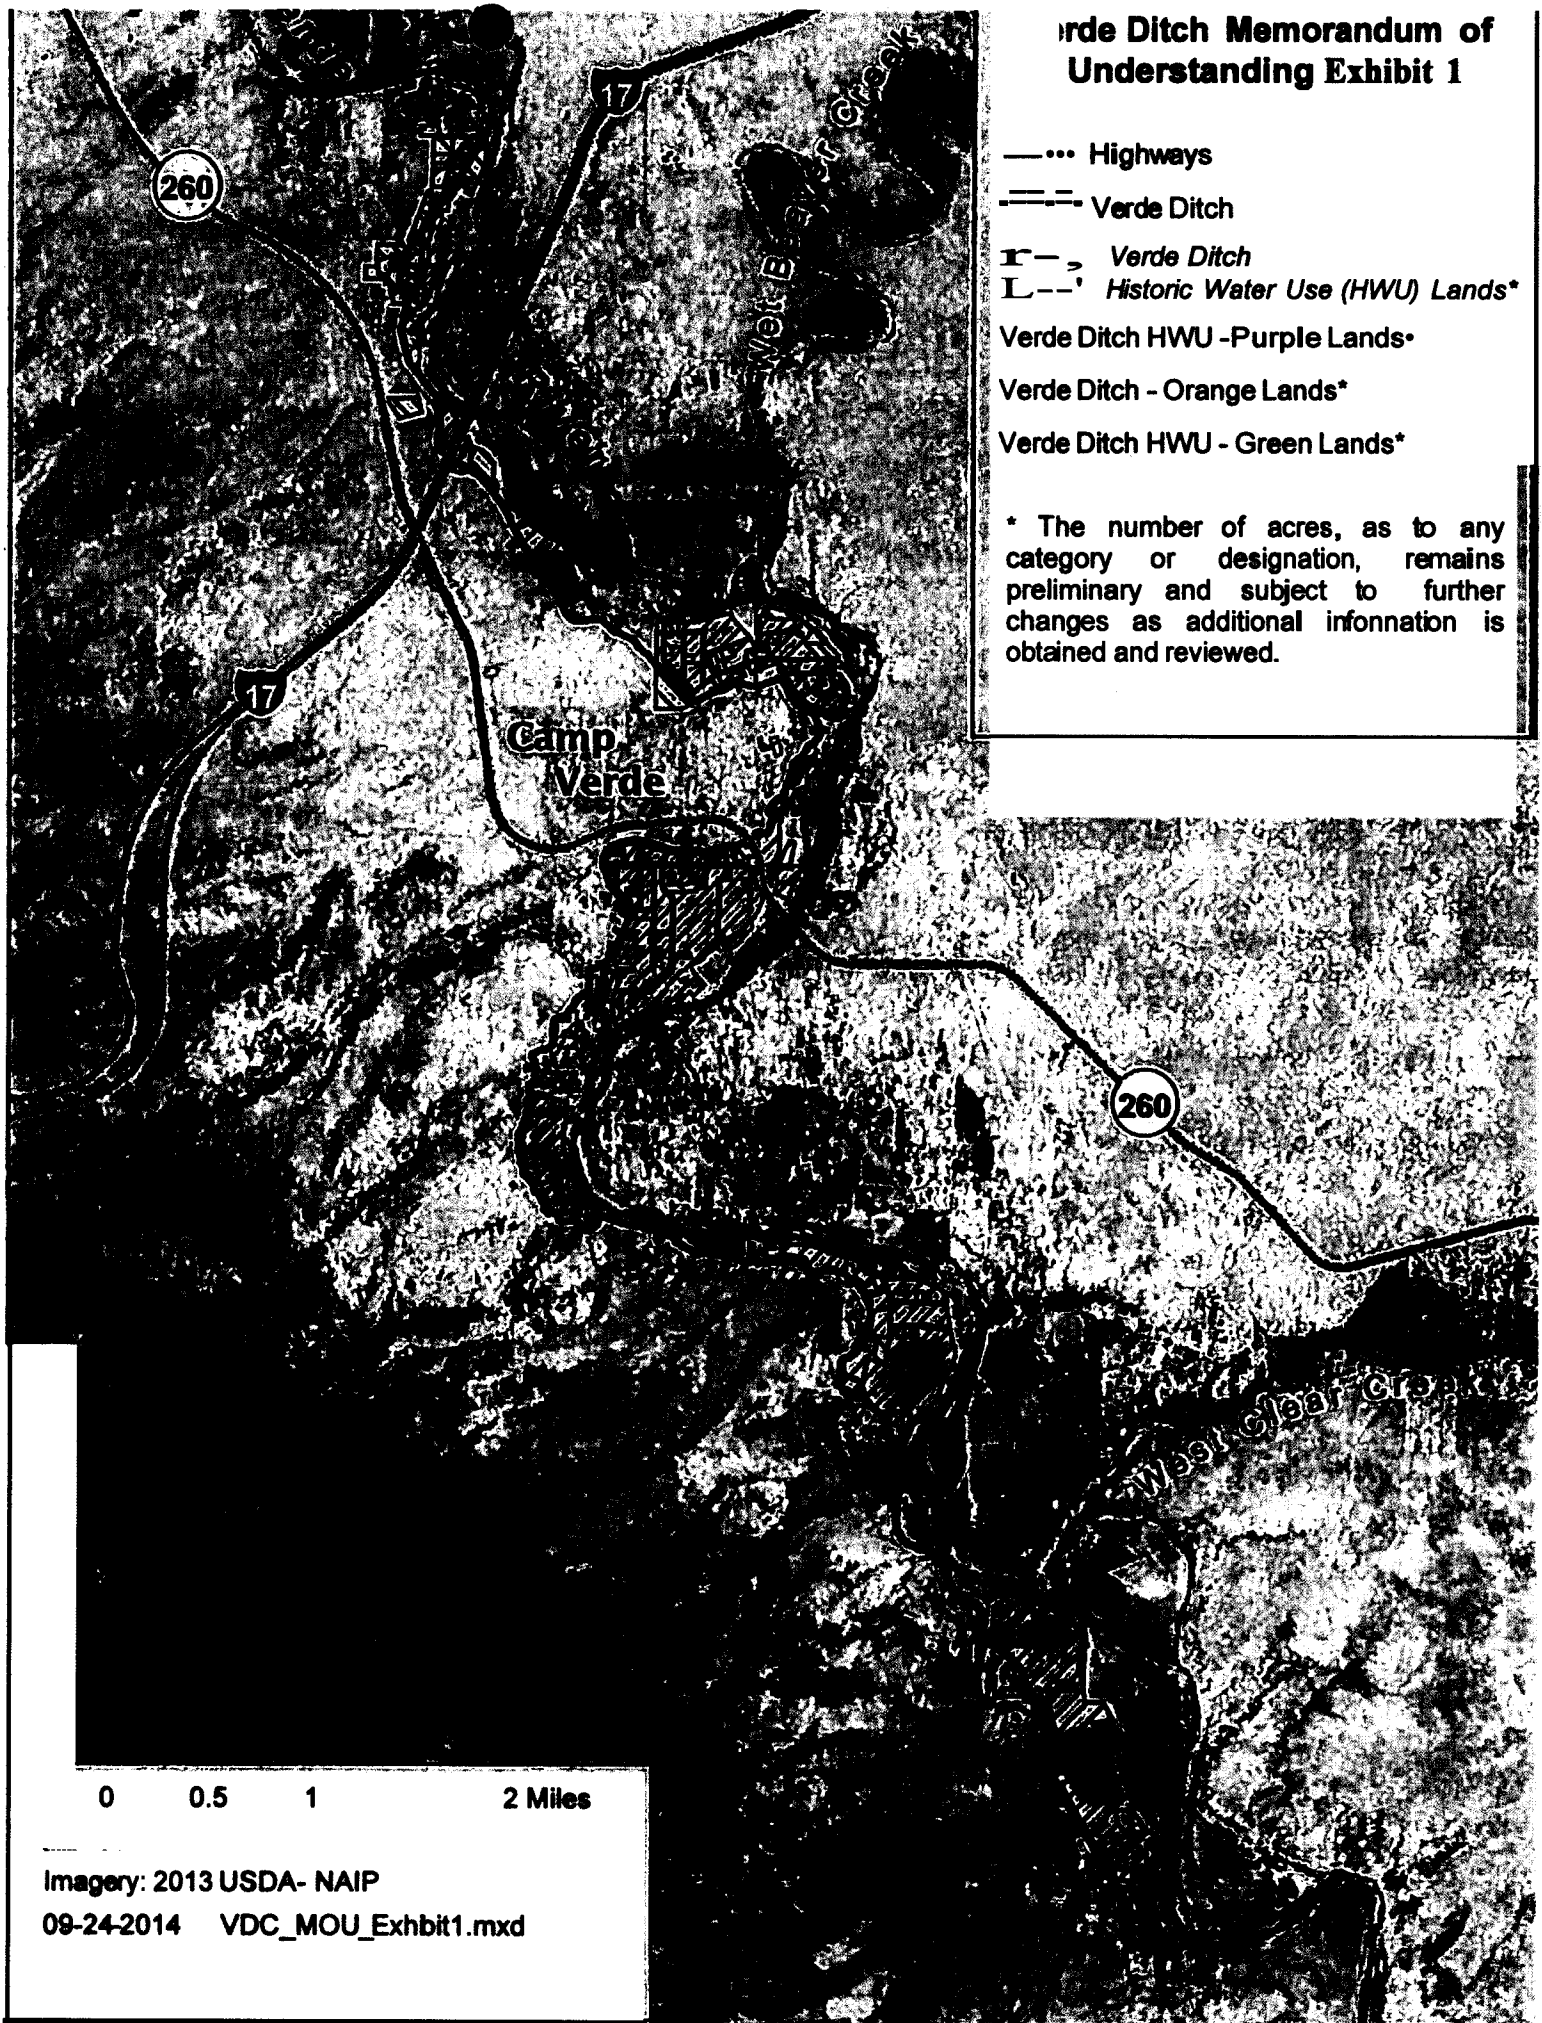 rde Ditch Memorandum of
Understanding Exhibit 1
Highways
Verde Ditch
Verde Ditch
Historic Water Use (HWU) Lands*
Verde Ditch HWU -Purple Lands•
Verde Ditch - Orange Lands*
Verde Ditch HWU - Green Lands*
* The number of acres, as to any
category or designation, remains
preliminary and subject to further
changes as additional infonnation is
obtained and reviewed.
17
260
Wet Beaver Creek
17
Camp
Verde
260
West Clear Creek
0 0.5 1 2 Miles
Imagery: 2013 USDA- NAIP
09-24-2014 VDC_MOU_Exhbit1.mxd